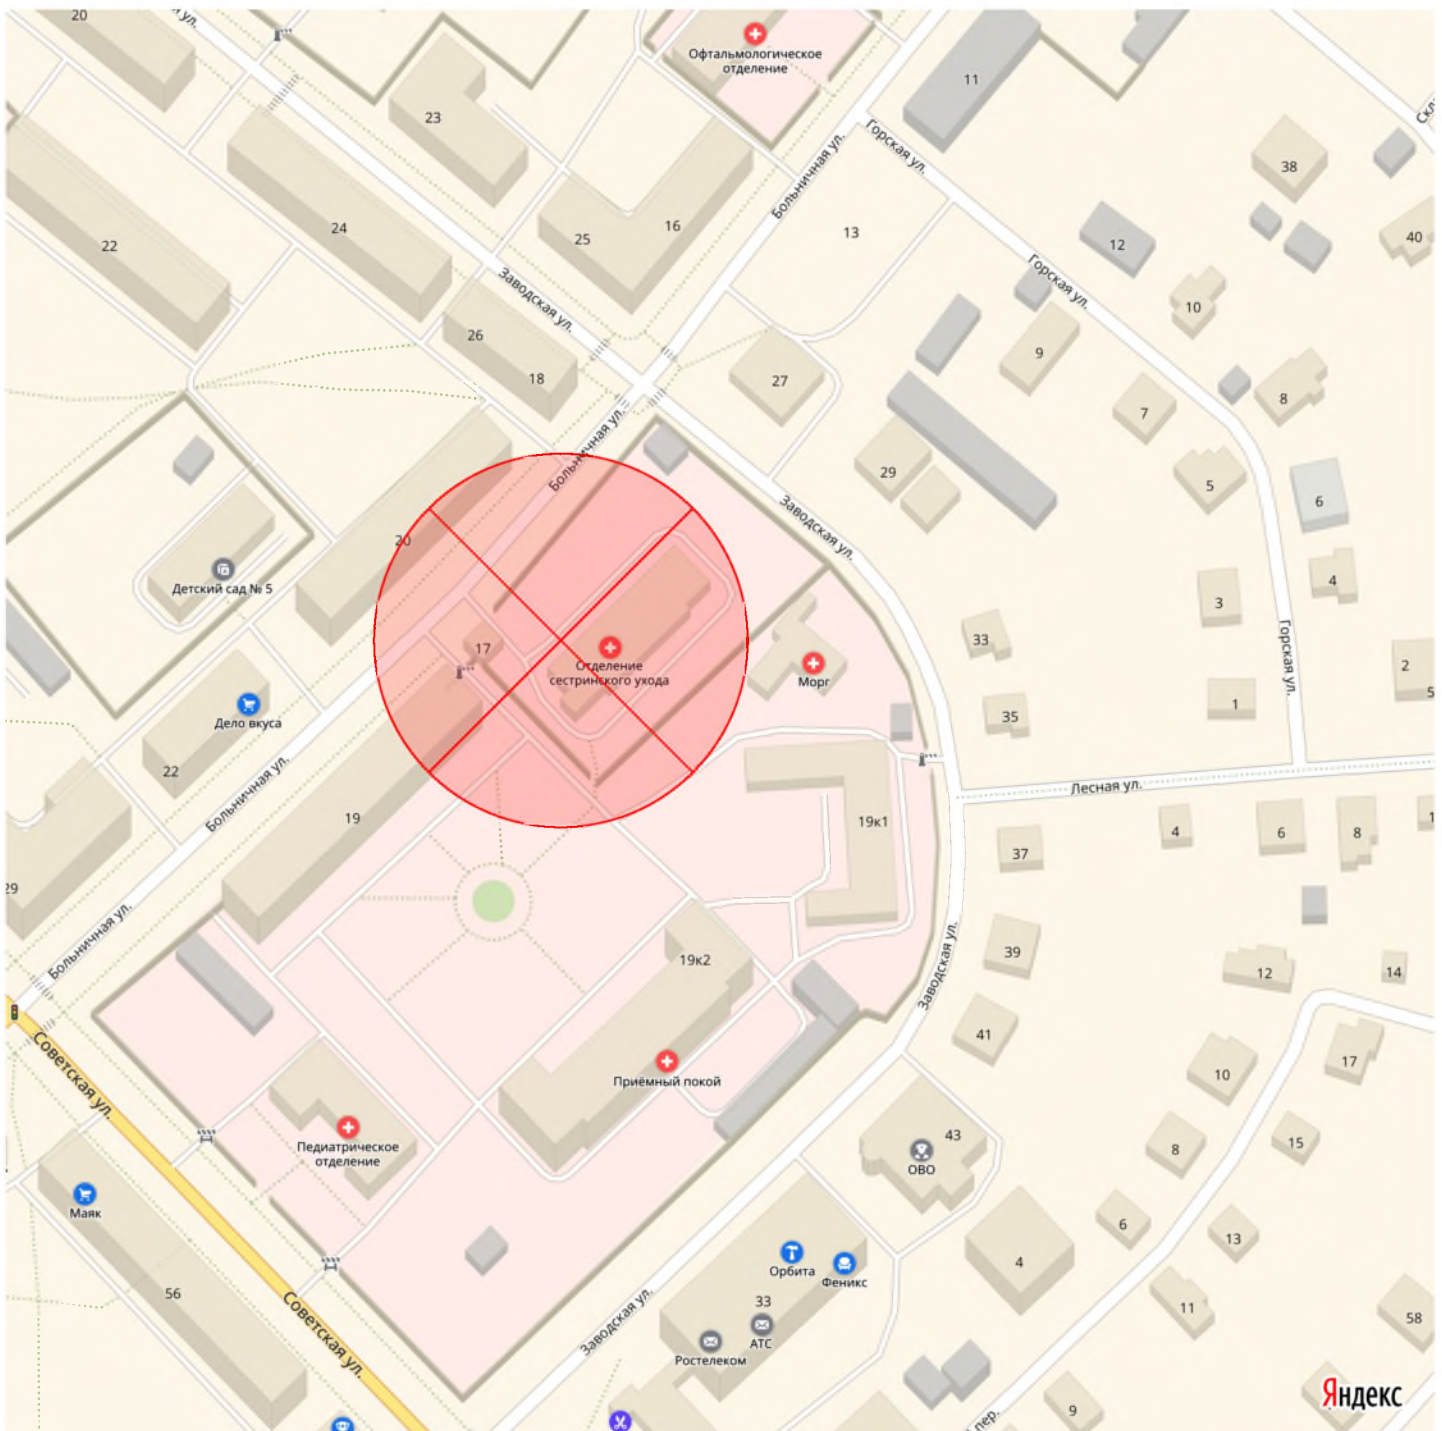 20
ул.
Офтальмологическое
отделение
11
Скл
23
Горская ул.
38
Больничная ул.
24
25
16
13
12
40
22
Заводская ул.
Горская ул.
10
26
18
27
9
8
7
Больничная ул.
29
5
6
20
Заводская ул.
Детский сад № 5
4
3
33
17
Отделение
сестринского ухода
Морг
Горская ул.
2
5
Дело вкуса
35
1
22
Больничная ул.
Лесная ул.
19
19к1
37
4
6
8
1
29
Больничная ул.
19к2
39
Заводская ул.
12
14
41
Советская ул.
Приёмный покой
10
17
Педиатрическое
отделение
43
ОВО
8
15
Маяк
6
13
Орбита
Феникс
4
56
33
АТС
Ростелеком
Советская ул.
Заводская ул.
11
58
9
пер.
Яндекс